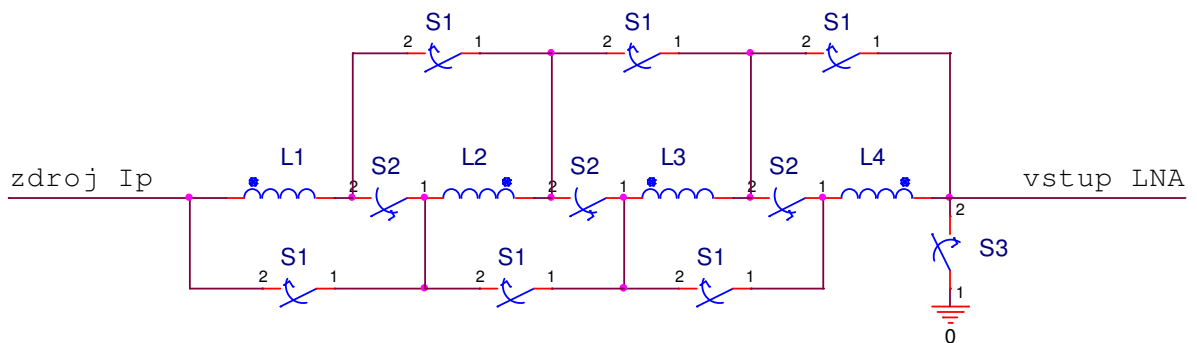 S1 S1 S1
2 1 2 1 2 1
L1 S2 L2 S2 L3 S2 L4
zdroj Ip vstup LNA
2 1 2 1 2 1
2
S3
S1 S1 S1
2 1 2 1 2 1
1
0